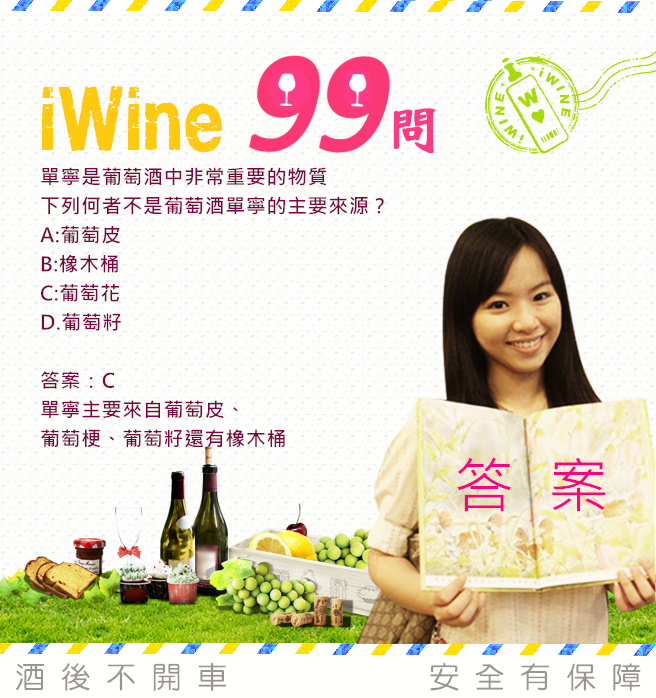 iWine 99問
iWINE
iWINE
W
單寧是葡萄酒中非常重要的物質
下列何者不是葡萄酒單寧的主要來源？
A:葡萄皮
B:橡木桶
C:葡萄花
D.葡萄籽
答案：C
單寧主要來自葡萄皮、
葡萄梗、葡萄籽還有橡木桶
答案
酒後不開車 安全有保障